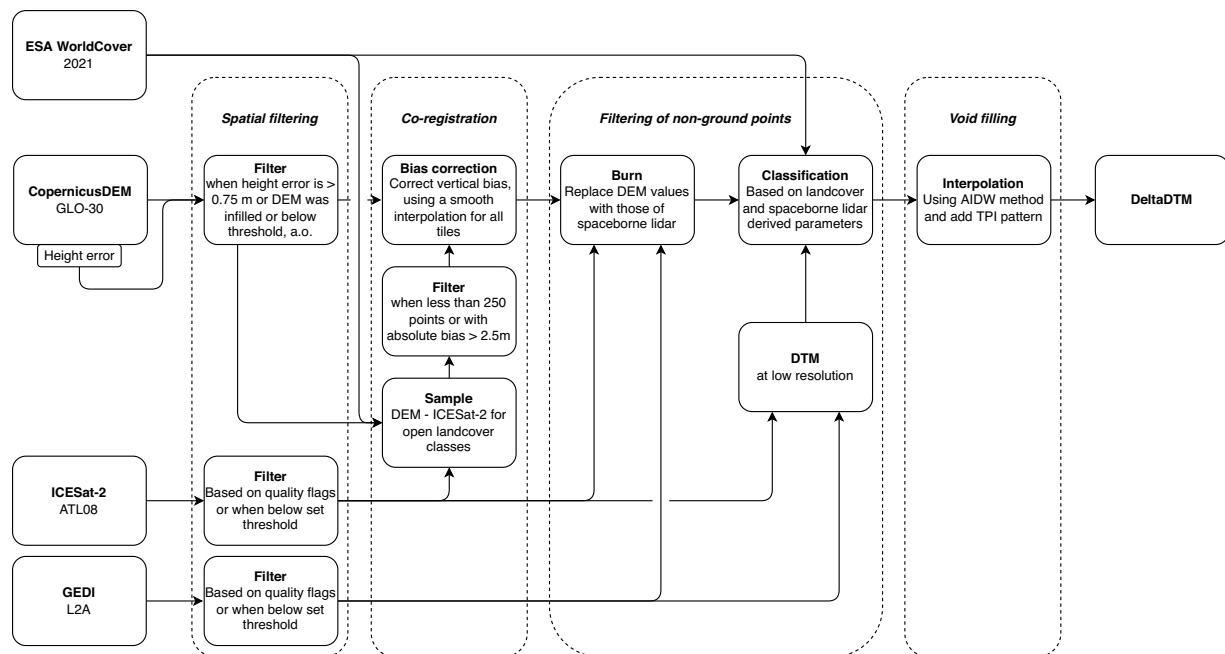 ESA WorldCover
2021
Spatial filtering
Co-registration
Filtering of non-ground points
Void filling
CopernicusDEM
GLO-30
Height error
Filter
when height error is >
0.75 m or DEM was
infilled or below
threshold, a.o.
Bias correction
Correct vertical bias,
using a smooth
interpolation for all
tiles
Burn
Replace DEM values
with those of
spaceborne lidar
Classification
Based on landcover
and spaceborne lidar
derived parameters
Interpolation
Using AIDW method
and add TPI pattern
DeltaDTM
Filter
when less than 250
points or with
absolute bias > 2.5m
DTM
at low resolution
Sample
DEM - ICESat-2 for
open landcover
classes
ICESat-2
ATL08
Filter
Based on quality flags
or when below set
threshold
GEDI
L2A
Filter
Based on quality flags
or when below set
threshold